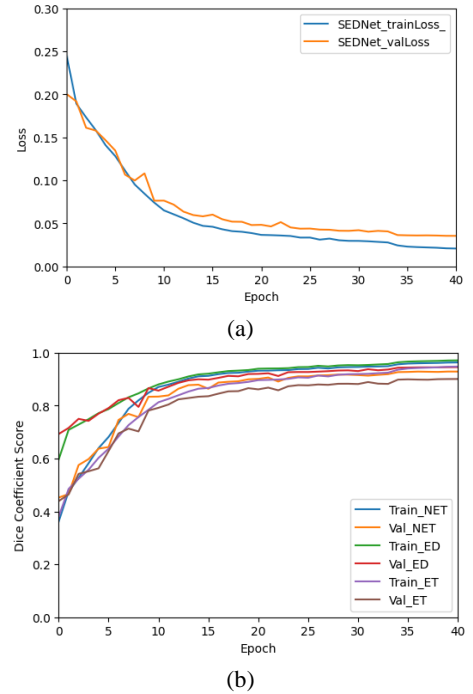 0.30
0.25
0.20
0.15
0.10
0.05
0.00
Loss
SEDNet_trainLoss_
SEDNet_valLoss
0 5 10 15 20 25 30 35 40
Epoch
(a)
1.0
0.8
0.6
0.4
0.2
0.0
Dice Coefficient Score
Train_NET
Val_NET
Train_ED
Val_ED
Train_ET
Val_ET
0 5 10 15 20 25 30 35 40
Epoch
(b)